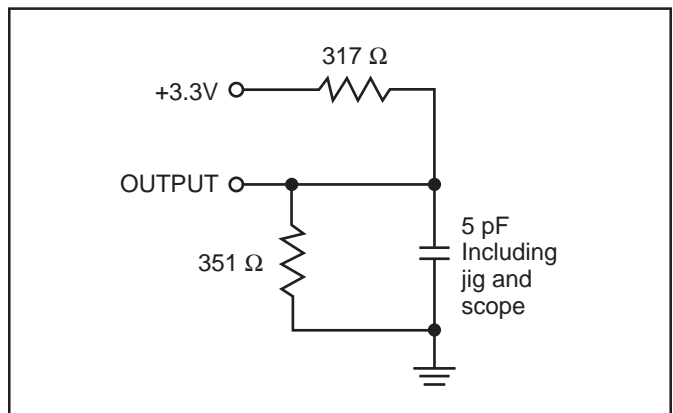 317 Ω
+3.3V
OUTPUT
351 Ω
5 pF
Including
jig and
scope